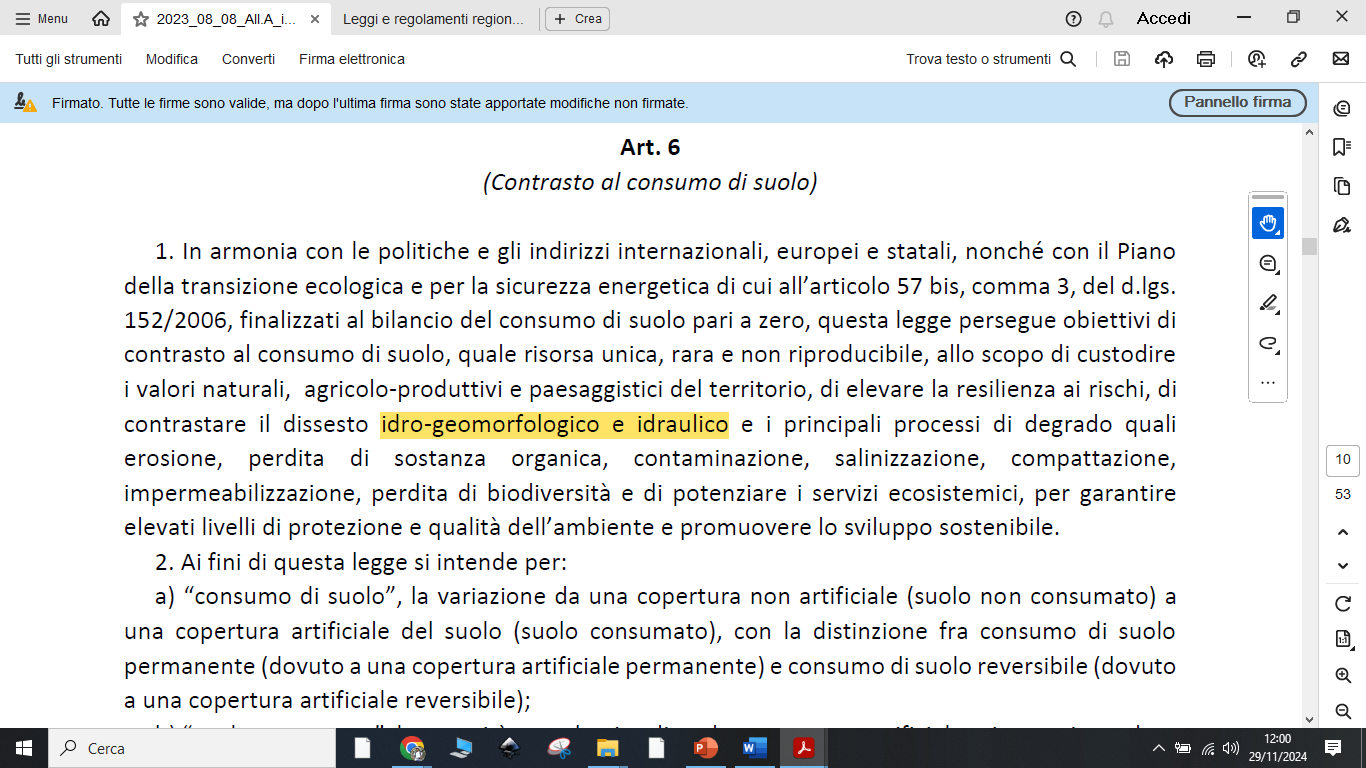 Menu
2023_08_08_All.A_i...
Leggi e regolamenti region...
Crea
Accedi
Tutti gli strumenti
Modifica
Converti
Firma elettronica
Trova testo o strumenti
Firmato. Tutte le firme sono valide, ma dopo l'ultima firma sono state apportate modifiche non firmate.
Pannello firma
Art. 6
(Contrasto al consumo di suolo)
1. In armonia con le politiche e gli indirizzi internazionali, europei e statali, nonché con il Piano
della transizione ecologica e per la sicurezza energetica di cui all’articolo 57 bis, comma 3, del d.lgs.
152/2006, finalizzati al bilancio del consumo di suolo pari a zero, questa legge persegue obiettivi di
contrasto al consumo di suolo, quale risorsa unica, rara e non riproducibile, allo scopo di custodire
i valori naturali, agricolo-produttivi e paesaggistici del territorio, di elevare la resilienza ai rischi, di
contrastare il dissesto idro-geomorfologico e idraulico e i principali processi di degrado quali
erosione, perdita di sostanza organica, contaminazione, salinizzazione, compattazione,
impermeabilizzazione, perdita di biodiversità e di potenziare i servizi ecosistemici, per garantire
elevati livelli di protezione e qualità dell’ambiente e promuovere lo sviluppo sostenibile.
2. Ai fini di questa legge si intende per:
a) “consumo di suolo”, la variazione da una copertura non artificiale (suolo non consumato) a
una copertura artificiale del suolo (suolo consumato), con la distinzione fra consumo di suolo
permanente (dovuto a una copertura artificiale permanente) e consumo di suolo reversibile (dovuto
a una copertura artificiale reversibile);
10
53
1:1
Cerca
12:00
29/11/2024